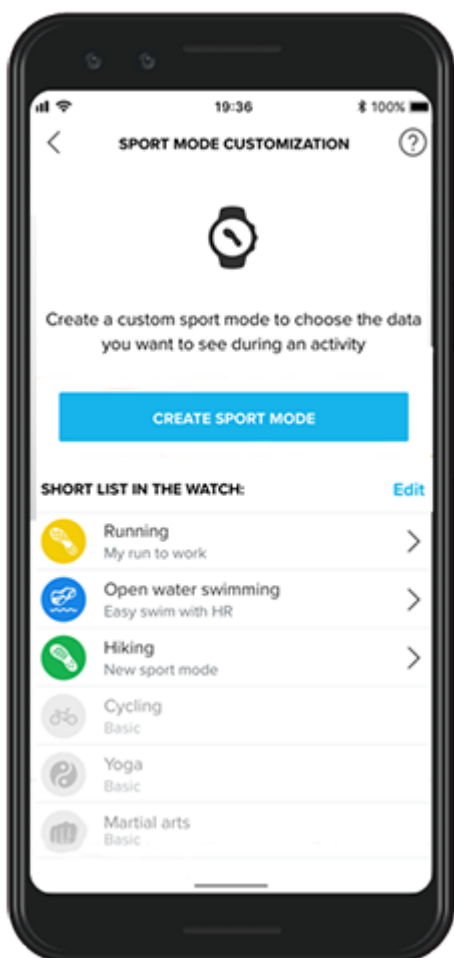 19:36
100%
SPORT MODE CUSTOMIZATION
?
Create a custom sport mode to choose the data
you want to see during an activity
CREATE SPORT MODE
SHORT LIST IN THE WATCH:
Edit
Running
My run to work
Open water swimming
Easy swim with HR
Hiking
New sport mode
Cycling
Basic
Yoga
Basic
Martial arts
Basic